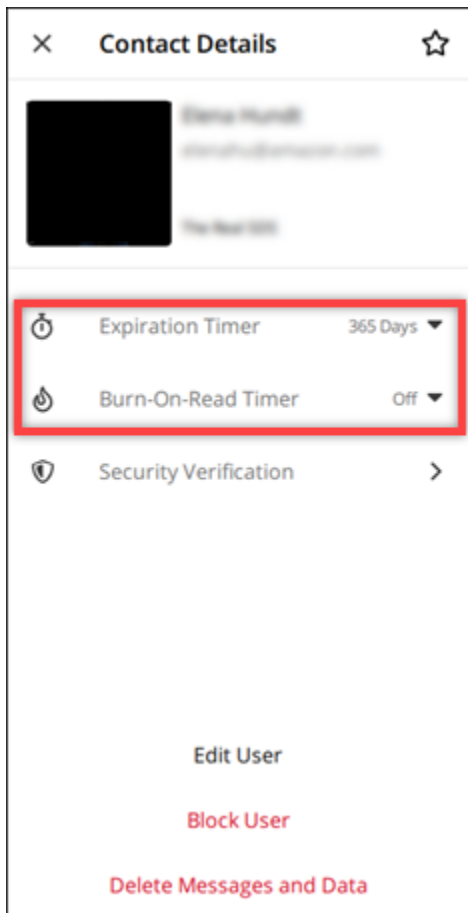 Contact Details
Expiration Timer 365 Days
Burn-On-Read Timer Off
Security Verification
Edit User
Block User
Delete Messages and Data